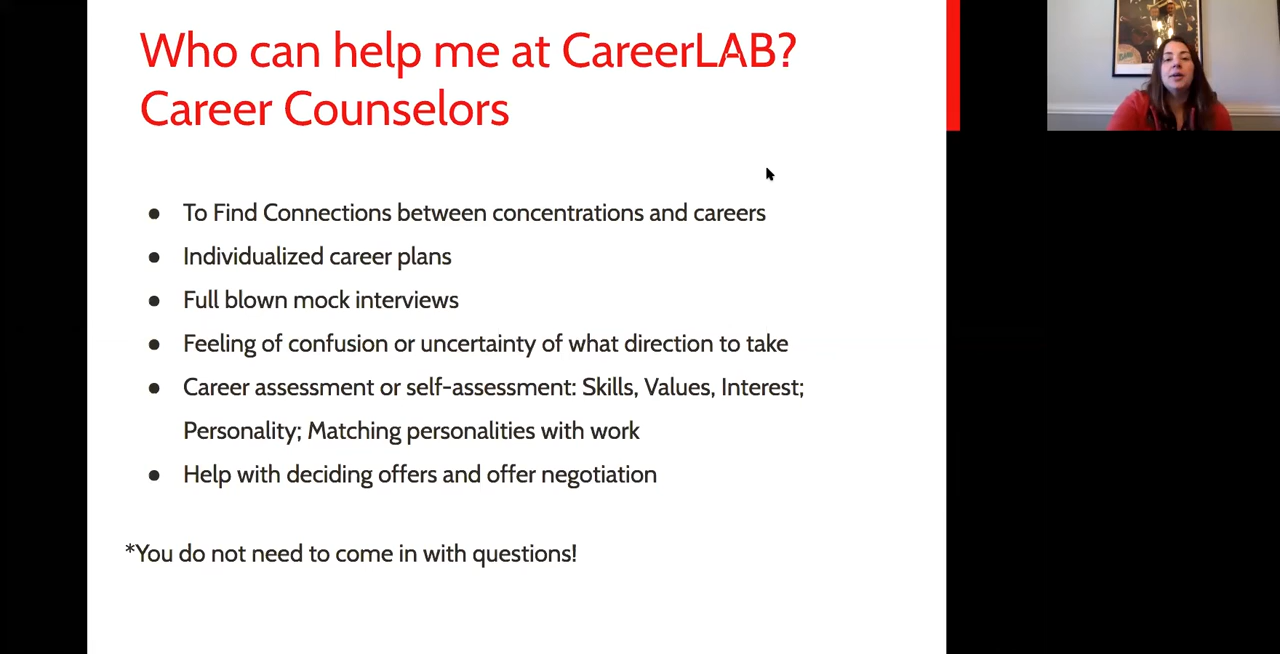 Who can help me at CareerLAB?
Career Counselors
● To Find Connections between concentrations and careers
● Individualized career plans
● Full blown mock interviews
● Feeling of confusion or uncertainty of what direction to take
● Career assessment or self-assessment: Skills, Values, Interest;
Personality; Matching personalities with work
● Help with deciding offers and offer negotiation
*You do not need to come in with questions!